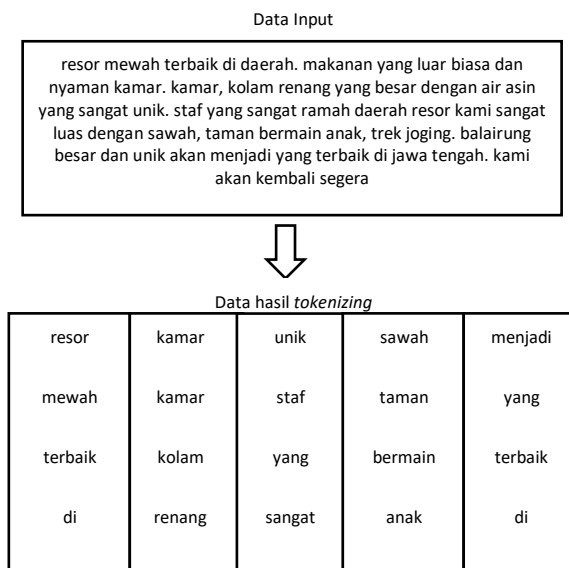 Data Input
resor mewah terbaik di daerah. makanan yang luar biasa dan
nyaman kamar. kamar, kolam renang yang besar dengan air asin
yang sangat unik. staf yang sangat ramah daerah resor kami sangat
luas dengan sawah, taman bermain anak, trek joging. balairung
besar dan unik akan menjadi yang terbaik di jawa tengah. kami
akan kembali segera
Data hasil tokenizing
resor kamar unik sawah menjadi
mewah kamar staf taman yang
terbaik kolam yang bermain terbaik
di renang sangat anak di